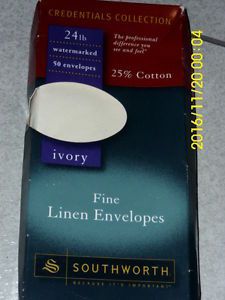 CREDENTIALS COLLECTION
24lb
watermarked
50 envelopes
The professional
difference you
see and feel®
25% Cotton
ivory
Fine
Linen Envelopes
S SOUTHWORTH®
BECAUSE IT'S IMPORTANT®
2016/11/20 00:04